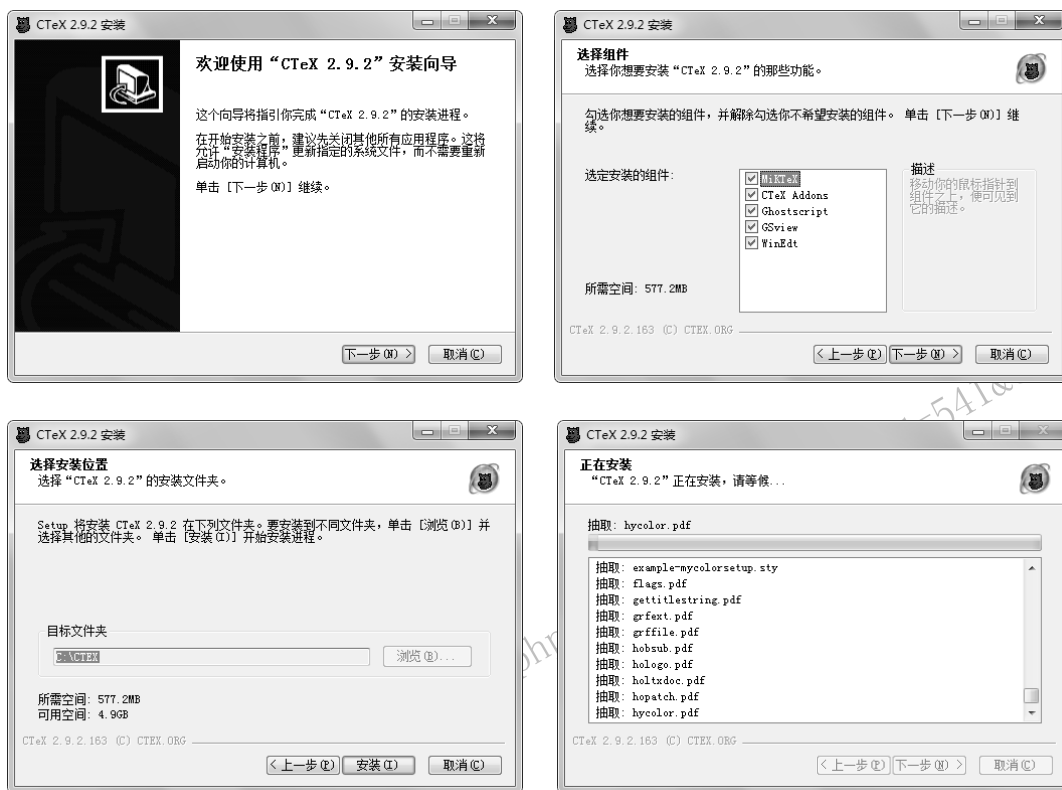 CTeX 2.9.2 安装
欢迎使用“CTeX 2.9.2”安装向导
这个向导将指引你完成“CTeX 2.9.2”的安装进程。
在开始安装之前，建议先关闭其他所有应用程序。这将
允许“安装程序”更新指定的系统文件，而不需要重新
启动你的计算机。
单击 [下一步(N)] 继续。
下一步(N) >
取消(C)
CTeX 2.9.2 安装
选择组件
选择你想要安装“CTeX 2.9.2”的那些功能。
勾选你想要安装的组件，并解除勾选你不希望安装的组件。 单击 [下一步(N)] 继
续。
选定安装的组件:
MiKTeX
CTeX Addons
Ghostscript
GSview
WinEdt
描述
移动你的鼠标指针到
组件之上，便可见到
它的描述。
所需空间: 577.2MB
CTeX 2.9.2.163 (C) CTEX.ORG
< 上一步(P)
下一步(N) >
取消(C)
CTeX 2.9.2 安装
选择安装位置
选择“CTeX 2.9.2”的安装文件夹。
Setup 将安装 CTeX 2.9.2 在下列文件夹。要安装到不同文件夹，单击 [浏览(B)] 并
选择其他的文件夹。 单击 [安装(I)] 开始安装进程。
目标文件夹
C:\CTEX
浏览(B)...
所需空间: 577.2MB
可用空间: 4.9GB
CTeX 2.9.2.163 (C) CTEX.ORG
< 上一步(P)
安装(I)
取消(C)
CTeX 2.9.2 安装
正在安装
“CTeX 2.9.2”正在安装，请等候...
抽取: hycolor.pdf
抽取: example-mycolorsetup.sty
抽取: flags.pdf
抽取: gettitlestring.pdf
抽取: grfext.pdf
抽取: grffile.pdf
抽取: hobsub.pdf
抽取: hologo.pdf
抽取: holtxdoc.pdf
抽取: hopatch.pdf
抽取: hycolor.pdf
CTeX 2.9.2.163 (C) CTEX.ORG
< 上一步(P)
下一步(N) >
取消(C)
=541&